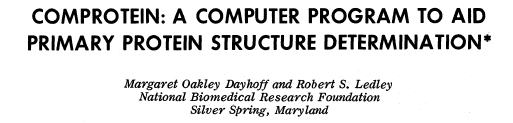 COMPROTEIN: A COMPUTER PROGRAM TO AID
PRIMARY PROTEIN STRUCTURE DETERMINATION*
Margaret Oakley Dayhoff and Robert S. Ledley
National Biomedical Research Foundation
Silver Spring, Maryland